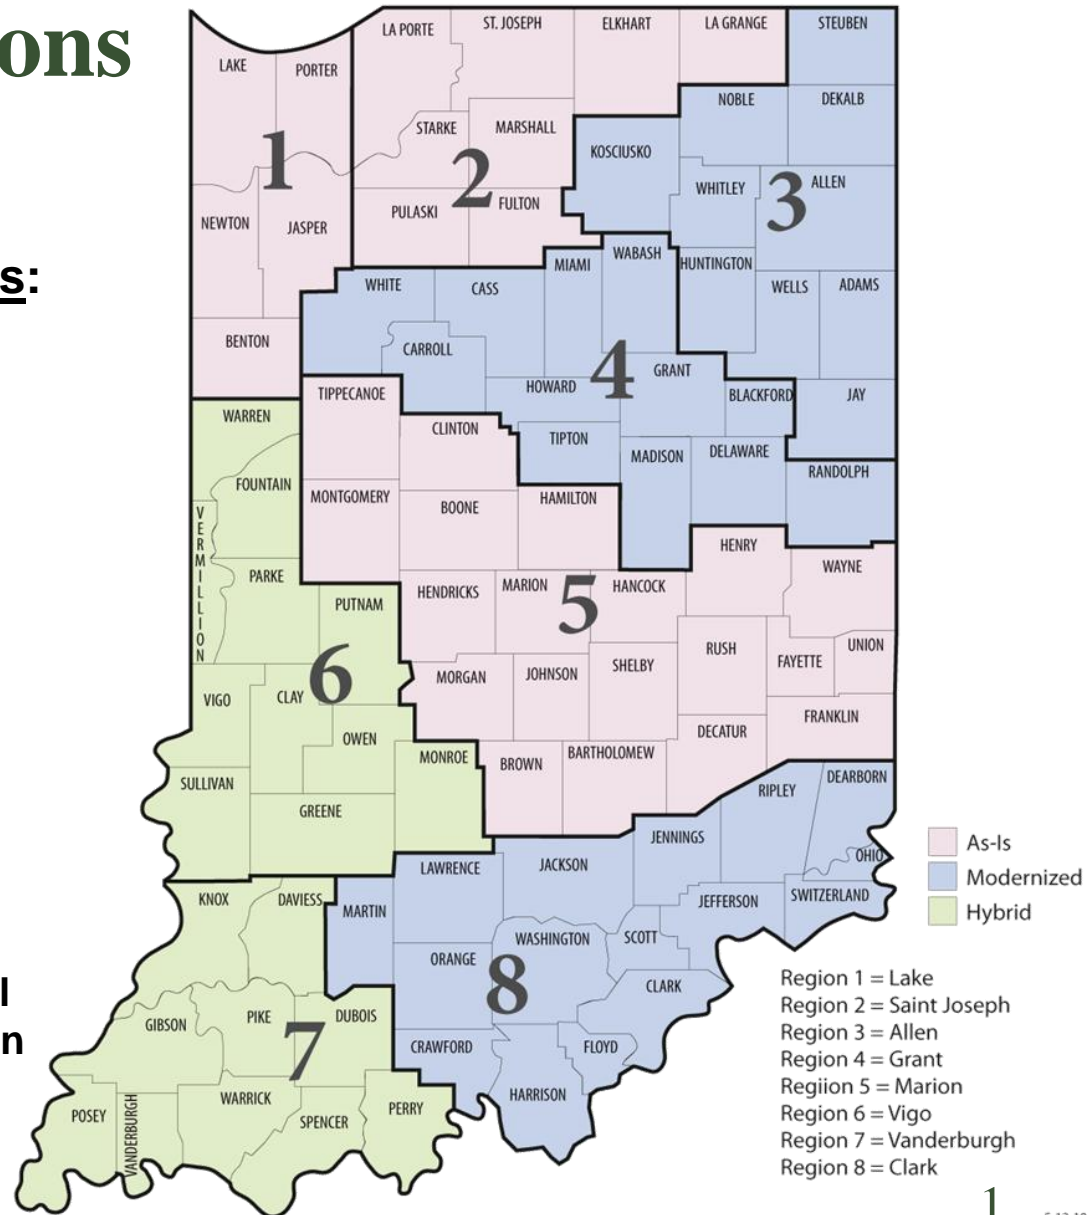 ons
s:
l
n
LA PORTE
ST. JOSEPH
ELKHART
LA GRANGE
STEUBEN
LAKE
PORTER
NOBLE
DEKALB
STARKE
MARSHALL
KOSCIUSKO
1
2
3
WHITLEY
ALLEN
NEWTON
JASPER
PULASKI
FULTON
MIAMI
WABASH
HUNTINGTON
WHITE
CASS
WELLS
ADAMS
BENTON
CARROLL
4
GRANT
HOWARD
BLACKFORD
JAY
TIPPECANOE
WARREN
CLINTON
TIPTON
MADISON
DELAWARE
RANDOLPH
FOUNTAIN
MONTGOMERY
BOONE
HAMILTON
VERMILLION
HENRY
WAYNE
PARKE
PUTNAM
HENDRICKS
MARION
5
HANCOCK
6
RUSH
UNION
FAYETTE
SHELBY
MORGAN
JOHNSON
VIGO
CLAY
FRANKLIN
DECATUR
OWEN
MONROE
BROWN
BARTHOLOMEW
SULLIVAN
GREENE
RIPLEY
DEARBORN
JENNINGS
OHIO
LAWRENCE
JACKSON
KNOX
DAVIESS
MARTIN
JEFFERSON
SWITZERLAND
WASHINGTON
SCOTT
ORANGE
8
CLARK
GIBSON
PIKE
7
DUBOIS
CRAWFORD
FLOYD
HARRISON
POSEY
VANDERBURGH
WARRICK
SPENCER
PERRY
As-Is
Modernized
Hybrid
Region 1 = Lake
Region 2 = Saint Joseph
Region 3 = Allen
Region 4 = Grant
Regiion 5 = Marion
Region 6 = Vigo
Region 7 = Vanderburgh
Region 8 = Clark
1